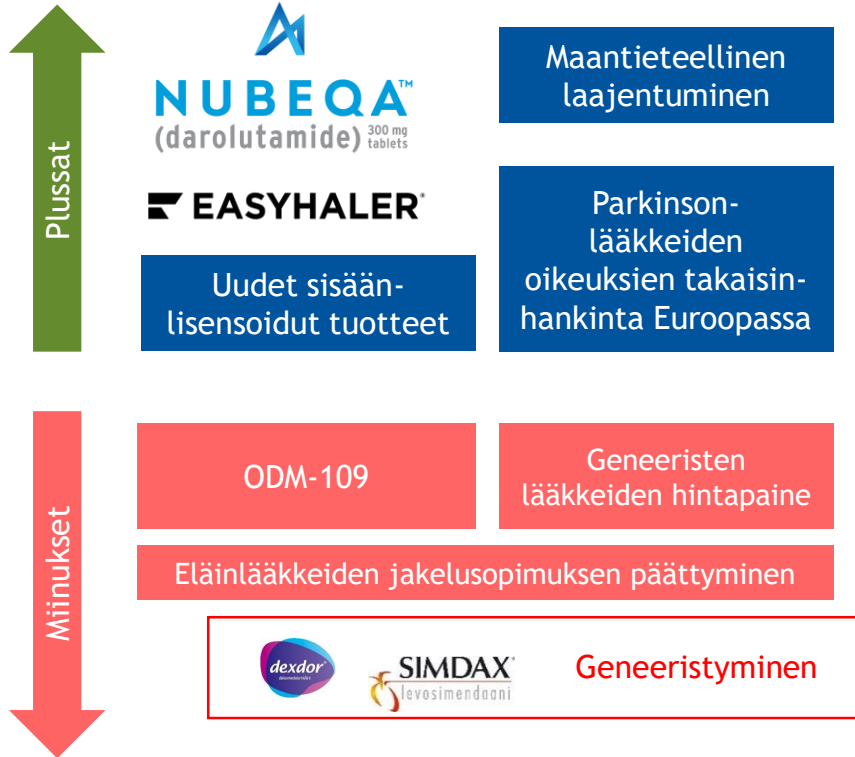 Plussat
NUBEQA™
(darolutamide) 300 mg tablets
EASYHALER
Uudet sisään-
lisensoidut tuotteet
Maantieteellinen
laajentuminen
Parkinson-
lääkkeiden
oikeuksien takaisin-
hankinta Euroopassa
Miinukset
ODM-109
Geneeristen
lääkkeiden hintapaine
Eläinlääkkeiden jakelusopimuksen päättyminen
dexdor
SIMDAX
levosimendaani
Geneeristyminen